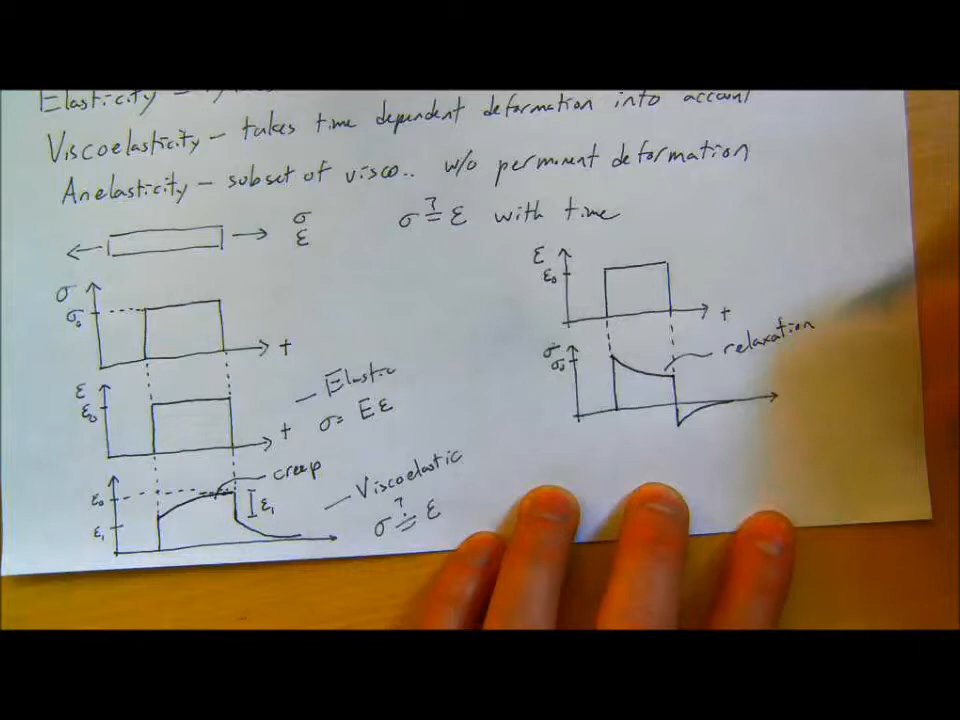 Elasticity –
Viscoelasticity – takes time dependent deformation into account
Anelasticity – subset of visco.. w/o perminent deformation
σ
ε
σ ?= ε with time
σ
σ₀
t
ε
ε₀
t
– Elastic
σ = Eε
ε₀
ε₁
creep
ε₁
– Viscoelastic
σ ?= ε
ε
ε₀
t
σ
σ₀
relaxation